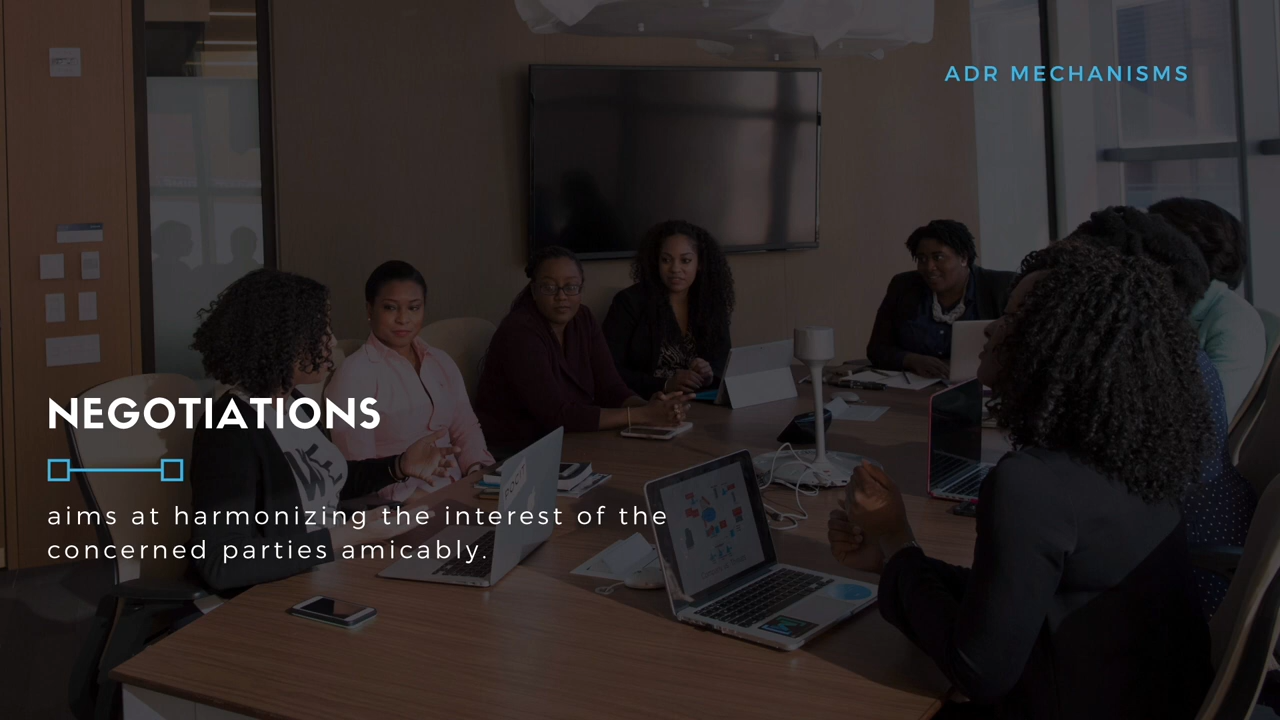 ADR MECHANISMS
NEGOTIATIONS
aims at harmonizing the interest of the
concerned parties amicably.